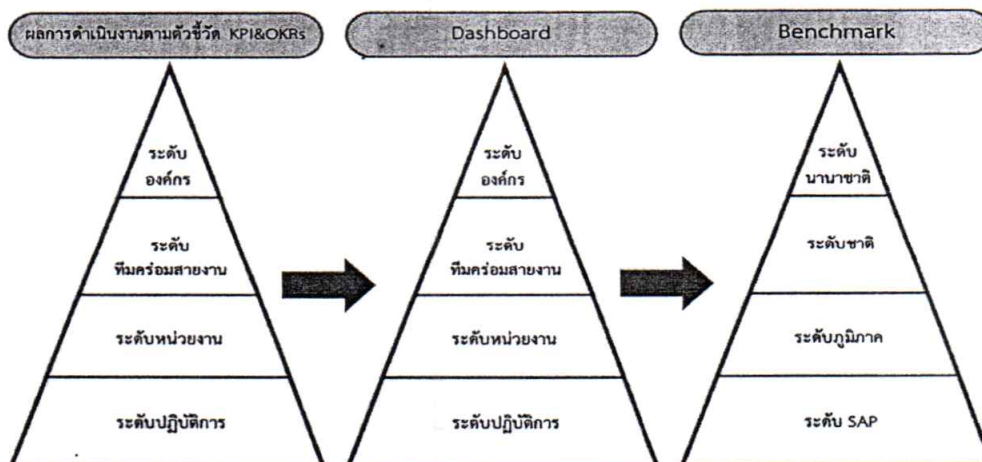 ผลการดำเนินงานตามตัวชี้วัด KPI&OKRs
ระดับ
องค์กร
ระดับ
ทีมคร่อมสายงาน
ระดับหน่วยงาน
ระดับปฏิบัติการ
Dashboard
ระดับ
องค์กร
ระดับ
ทีมคร่อมสายงาน
ระดับหน่วยงาน
ระดับปฏิบัติการ
Benchmark
ระดับ
นานาชาติ
ระดับชาติ
ระดับภูมิภาค
ระดับ SAP